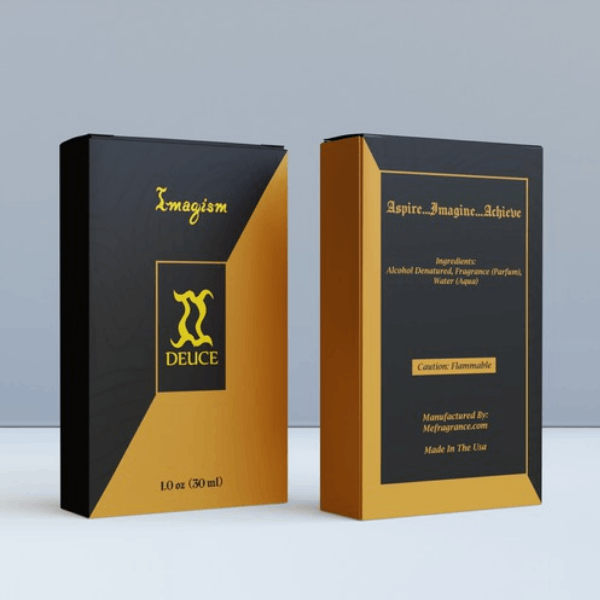 Imagism
DEUCE
1.0 oz (30 ml)
Aspire...Imagine...Achieve
Ingredients:
Alcohol Denatured, Fragrance (Parfum),
Water (Aqua)
Caution: Flammable
Manufactured By:
Mefragrance.com
Made In The Usa